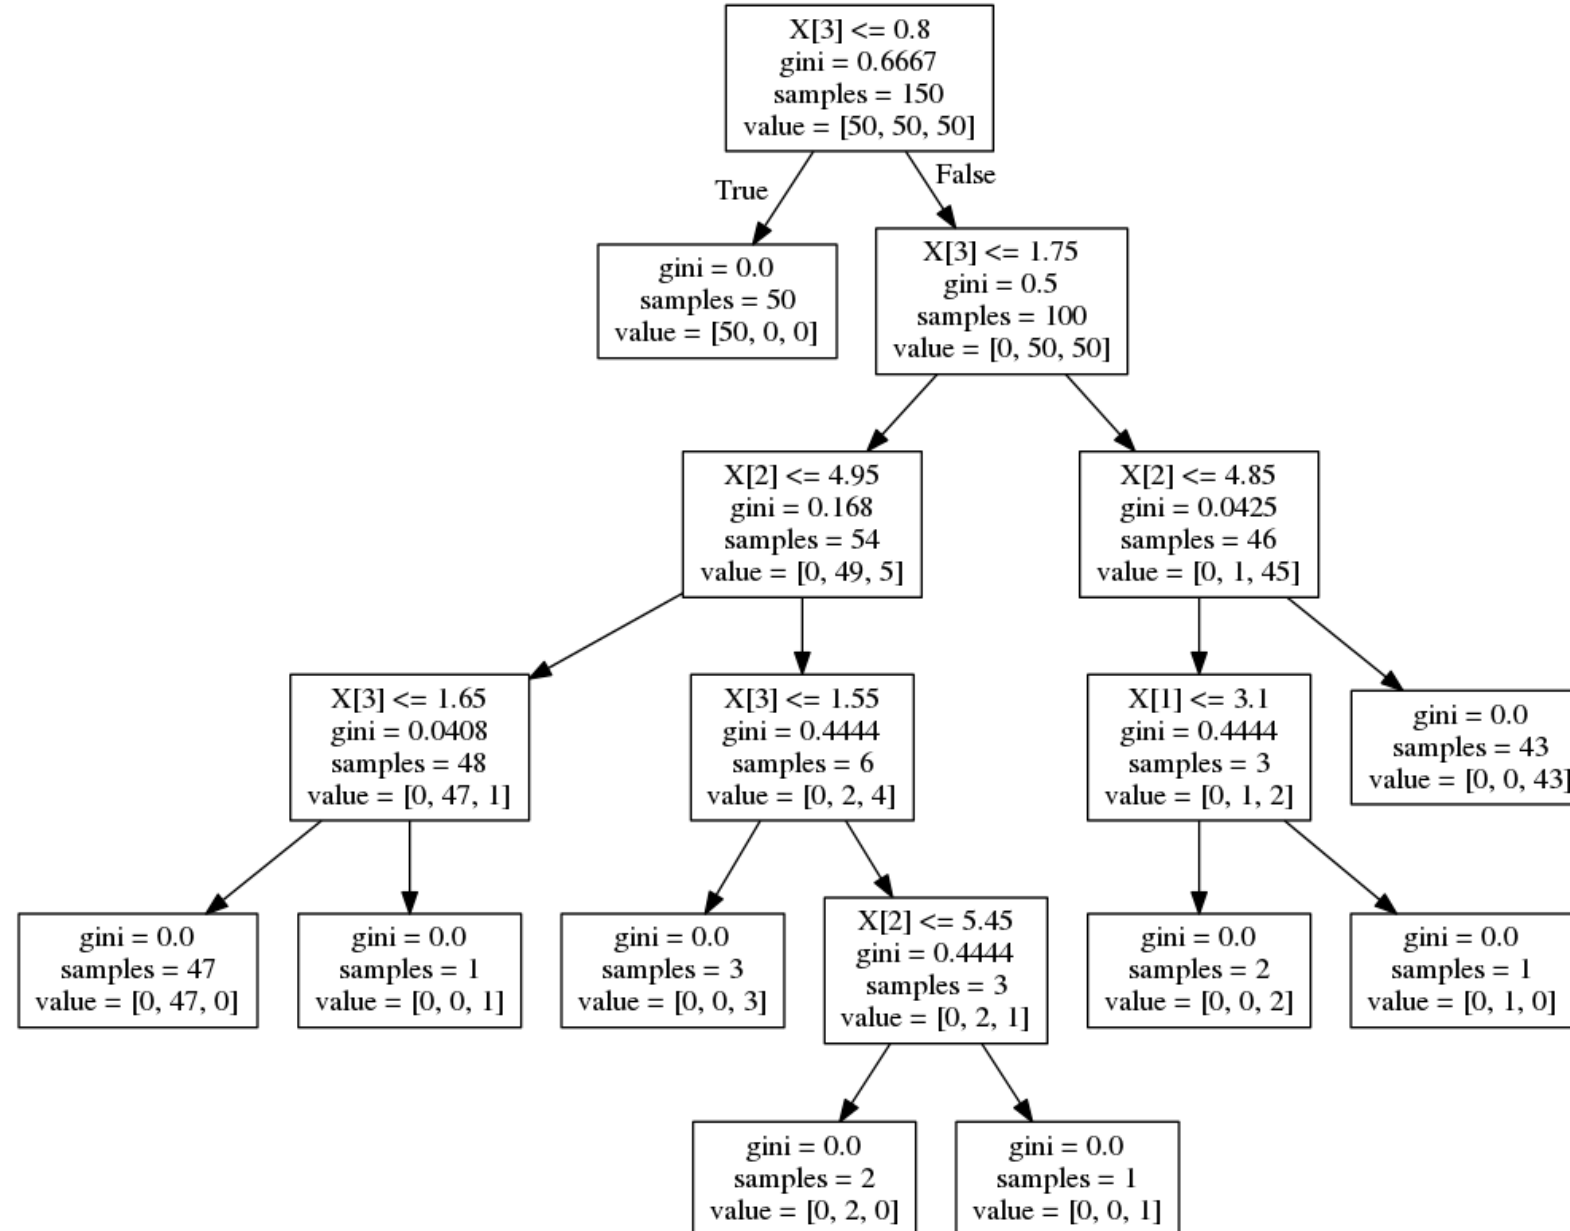 X[3] <= 0.8
gini = 0.6667
samples = 150
value = [50, 50, 50]
True
False
gini = 0.0
samples = 50
value = [50, 0, 0]
X[3] <= 1.75
gini = 0.5
samples = 100
value = [0, 50, 50]
X[2] <= 4.95
gini = 0.168
samples = 54
value = [0, 49, 5]
X[2] <= 4.85
gini = 0.0425
samples = 46
value = [0, 1, 45]
X[3] <= 1.65
gini = 0.0408
samples = 48
value = [0, 47, 1]
X[3] <= 1.55
gini = 0.4444
samples = 6
value = [0, 2, 4]
X[1] <= 3.1
gini = 0.4444
samples = 3
value = [0, 1, 2]
gini = 0.0
samples = 43
value = [0, 0, 43]
gini = 0.0
samples = 47
value = [0, 47, 0]
gini = 0.0
samples = 1
value = [0, 0, 1]
gini = 0.0
samples = 3
value = [0, 0, 3]
X[2] <= 5.45
gini = 0.4444
samples = 3
value = [0, 2, 1]
gini = 0.0
samples = 2
value = [0, 0, 2]
gini = 0.0
samples = 1
value = [0, 1, 0]
gini = 0.0
samples = 2
value = [0, 2, 0]
gini = 0.0
samples = 1
value = [0, 0, 1]